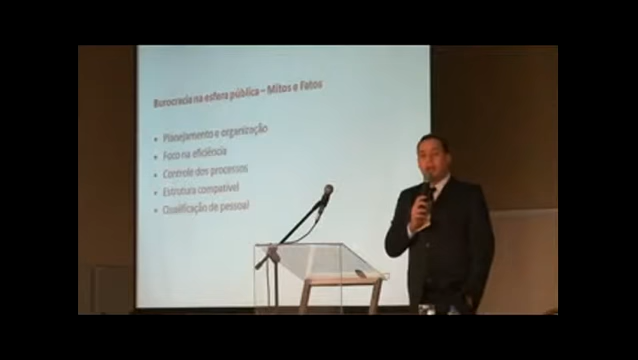 Burocracia na esfera pública – Mitos e Fatos
• Planejamento e organização
• Foco na eficiência
• Controle dos processos
• Estrutura compatível
• Qualificação de pessoal